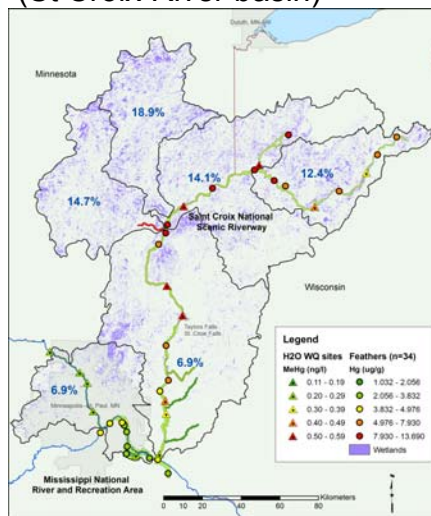 (St Croix River basin)
Duluth, MN-WI
Minnesota
18.9%
14.1%
12.4%
14.7%
Saint Croix National
Scenic Riverway
Wisconsin
Taylors Falls
St. Croix Falls
6.9%
6.9%
Minneapolis--St. Paul, MN
Mississippi National
River and Recreation Area
Legend
H2O WQ sites
MeHg (ng/l)
0.11 - 0.19
0.20 - 0.29
0.30 - 0.39
0.40 - 0.49
0.50 - 0.59
Feathers (n=34)
Hg (ug/g)
1.032 - 2.056
2.056 - 3.832
3.832 - 4.976
4.976 - 7.930
7.930 - 13.690
Wetlands
0 10 20 40 60 80
Kilometers